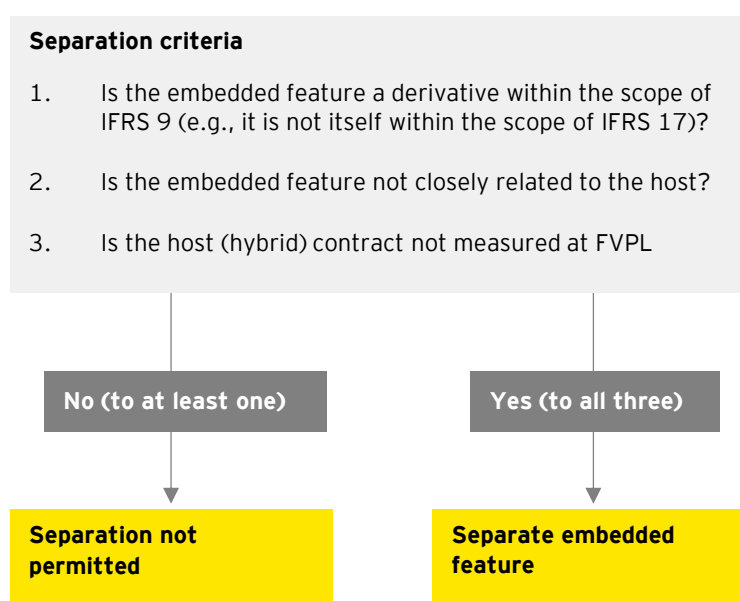 Separation criteria
1. Is the embedded feature a derivative within the scope of
IFRS 9 (e.g., it is not itself within the scope of IFRS 17)?
2. Is the embedded feature not closely related to the host?
3. Is the host (hybrid) contract not measured at FVPL
No (to at least one)
Yes (to all three)
Separation not
permitted
Separate embedded
feature